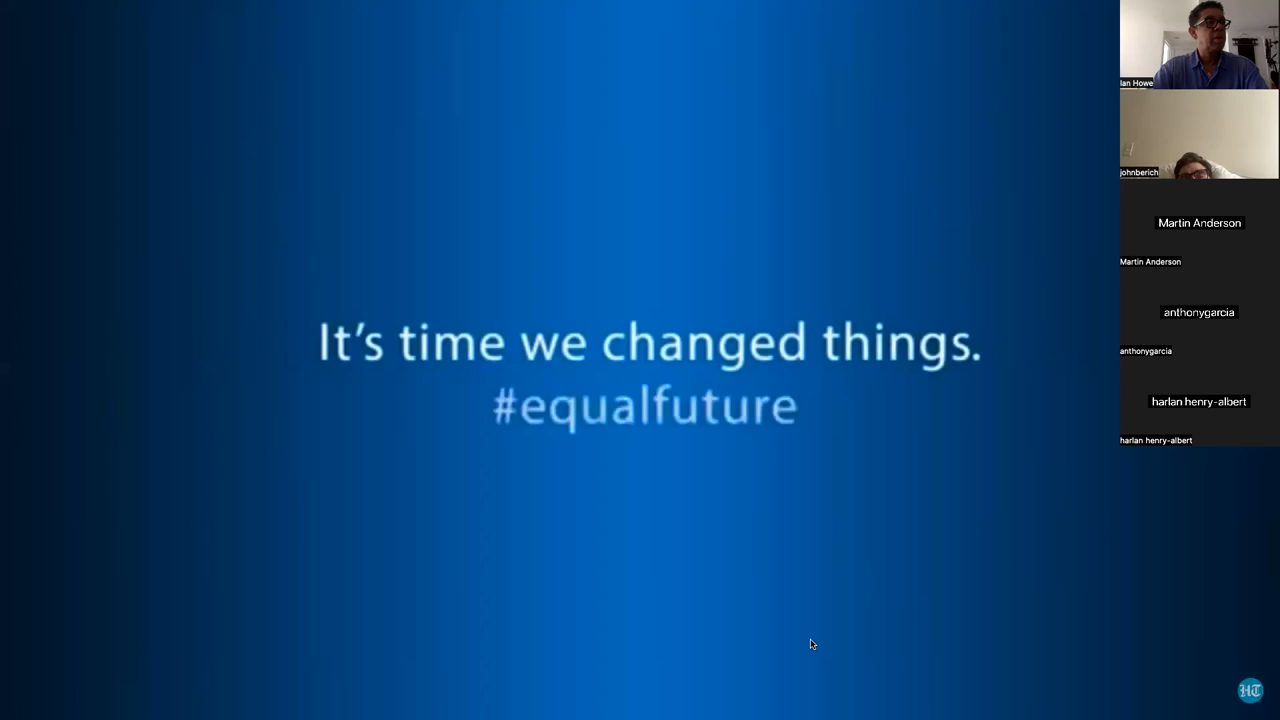 It's time we changed things.
#equalfuture
Ian Howe
johnberich
Martin Anderson
Martin Anderson
anthonygarcia
anthonygarcia
harlan henry-albert
harlan henry-albert
HT